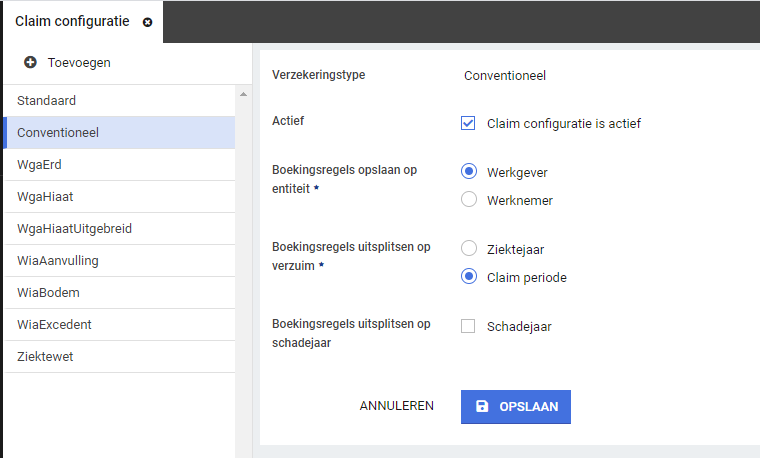 Claim configuratie
Toevoegen
Standaard
Conventioneel
WgaErd
WgaHiaat
WgaHiaatUitgebreid
WiaAanvulling
WiaBodem
WiaExcedent
Ziektewet
Verzekeringstype
Conventioneel
Actief
Claim configuratie is actief
Boekingsregels opslaan op
entiteit *
Werkgever
Werknemer
Boekingsregels uitsplitsen op
verzuim *
Ziektejaar
Claim periode
Boekingsregels uitsplitsen op
schadejaar
Schadejaar
ANNULEREN
OPSLAAN